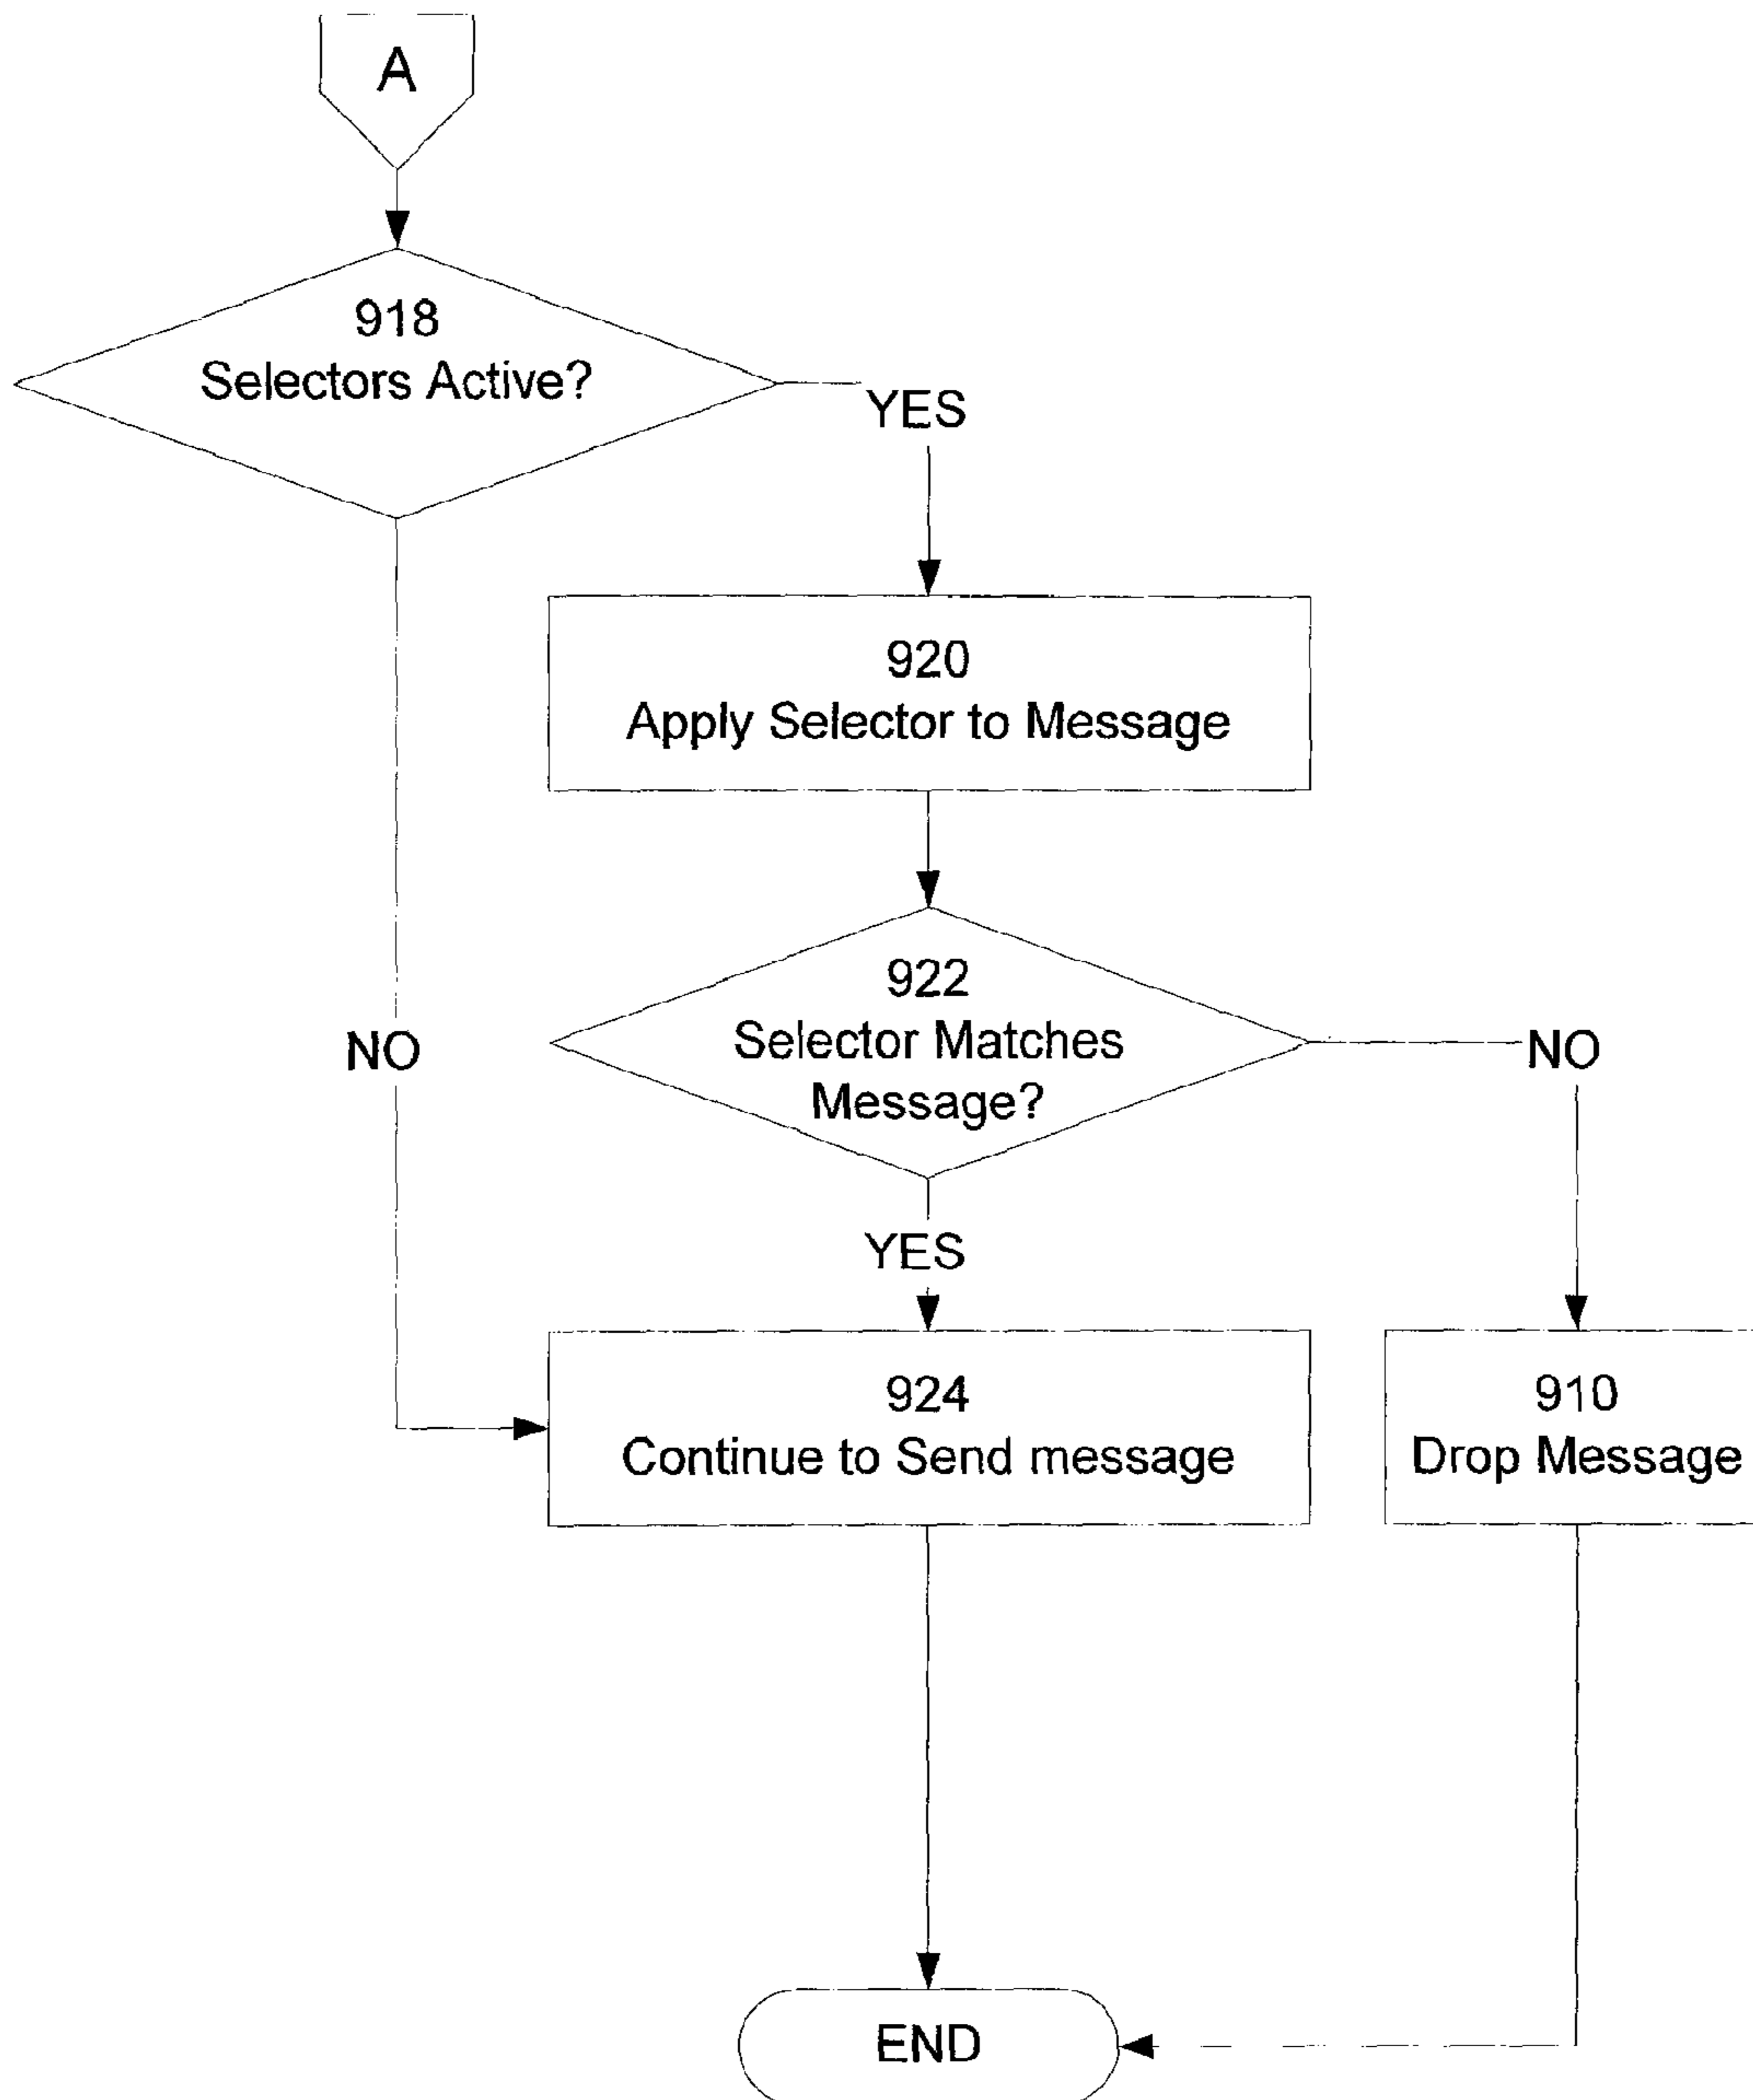 A
918
Selectors Active?
YES
920
Apply Selector to Message
922
Selector Matches
Message?
NO
NO
YES
924
Continue to Send message
910
Drop Message
END